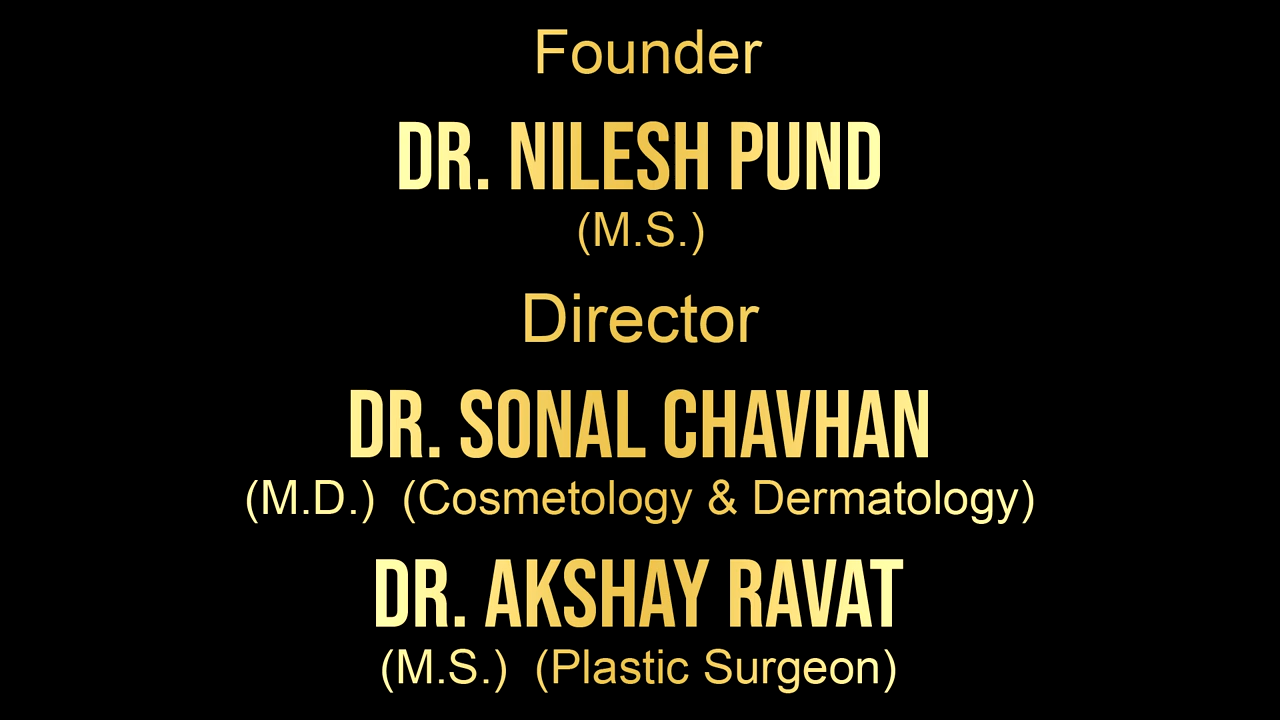 Founder
DR. NILESH PUND
(M.S.)
Director
DR. SONAL CHAVHAN
(M.D.) (Cosmetology & Dermatology)
DR. AKSHAY RAVAT
(M.S.) (Plastic Surgeon)